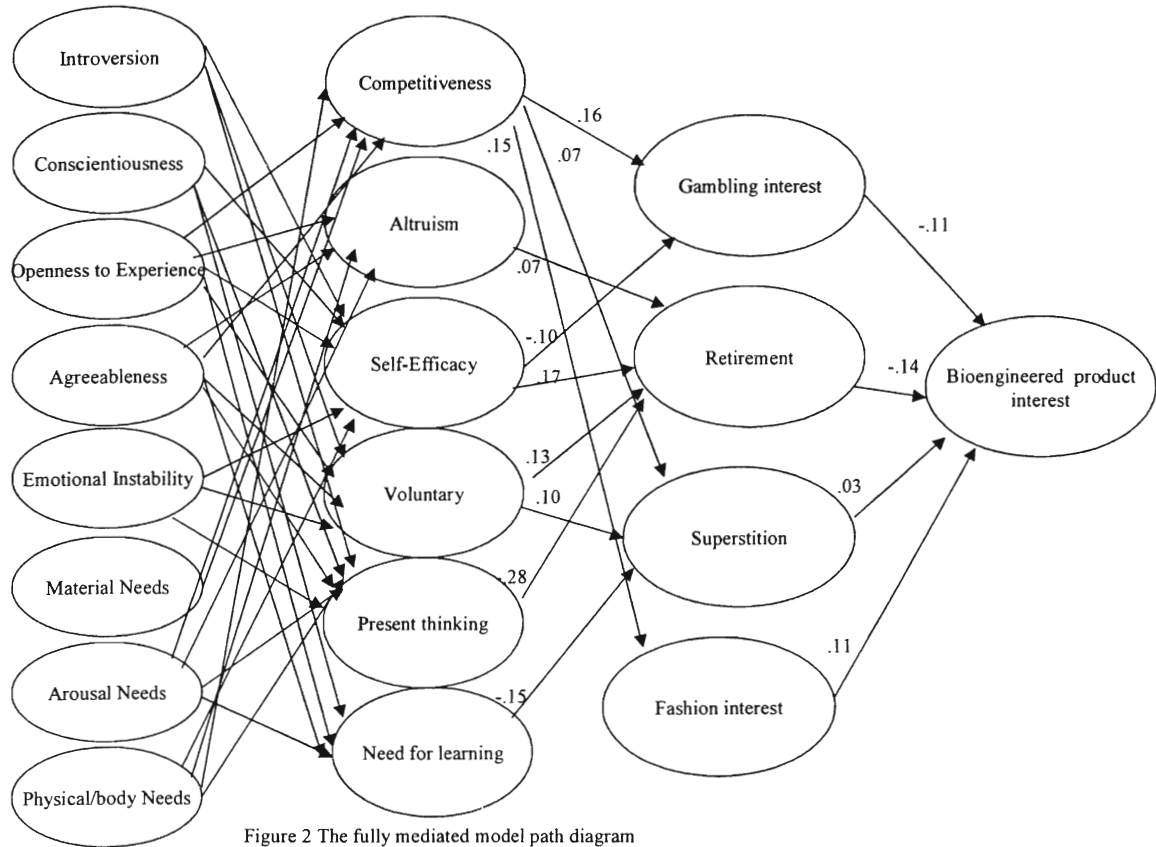 Introversion
Conscientiousness
Openness to Experience
Agreeableness
Emotional Instability
Material Needs
Arousal Needs
Physical/body Needs
Competitiveness
Altruism
Self-Efficacy
Voluntary
Present thinking
Need for learning
.16
.15
.07
.07
-.10
.17
.13
.10
-.28
-.15
Gambling interest
Retirement
Superstition
Fashion interest
-.11
-.14
.03
.11
Bioengineered product
interest
Figure 2 The fully mediated model path diagram